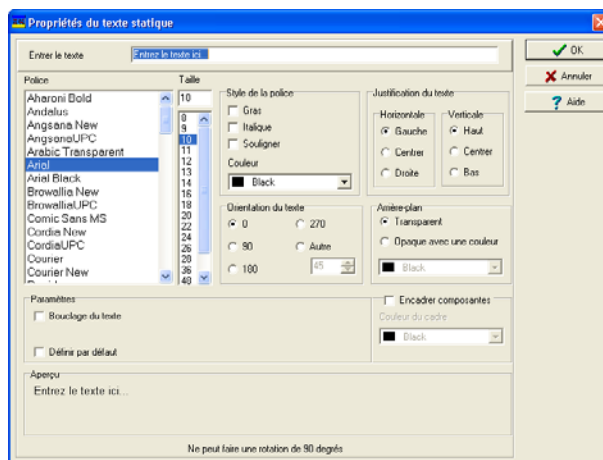 Propriétés du texte statique
Entrer le texte
Entrez le texte ici...
OK
Annuler
Aide
Police
Taille
Aharoni Bold
Andalus
Angsana New
AngsanaUPC
Arabic Transparent
Arial
Arial Black
Browallia New
BrowalliaUPC
Comic Sans MS
Cordia New
CordiaUPC
Courier
Courier New
10
8
9
10
11
12
13
14
16
18
20
22
24
26
28
36
48
Style de la police
Gras
Italique
Souligner
Couleur
Black
Justification du texte
Horizontale
Gauche
Centrer
Droite
Verticale
Haut
Centrer
Bas
Orientation du texte
0
270
90
Autre
180
45
Arrière-plan
Transparent
Opaque avec une couleur
Black
Paramètres
Bouclage du texte
Définir par défaut
Encadrer composantes
Couleur du cadre
Black
Aperçu
Entrez le texte ici...
Ne peut faire une rotation de 90 degrés